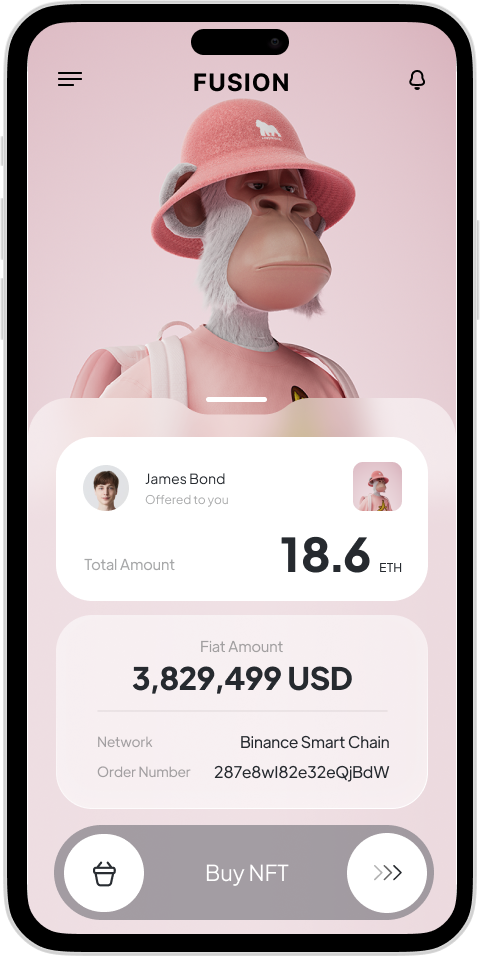 FUSION
James Bond
Offered to you
Total Amount
18.6 ETH
Fiat Amount
3,829,499 USD
Network
Binance Smart Chain
Order Number
287e8wI82e32eQjBdW
Buy NFT